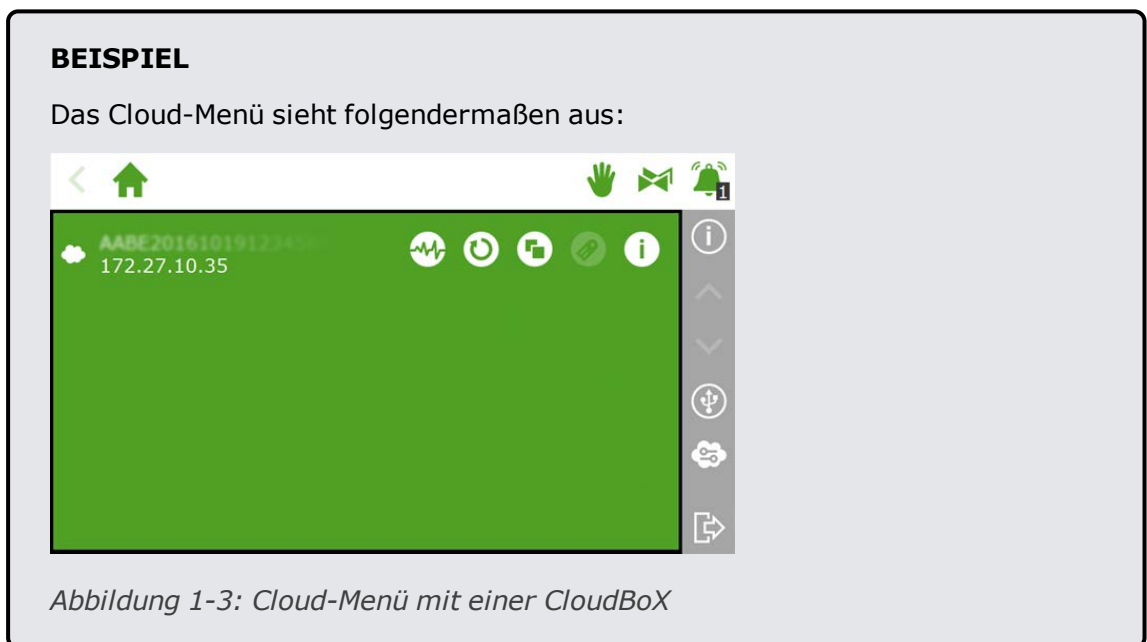 BEISPIEL
Das Cloud-Menü sieht folgendermaßen aus:
1
172.27.10.35
Abbildung 1-3: Cloud-Menü mit einer CloudBoX